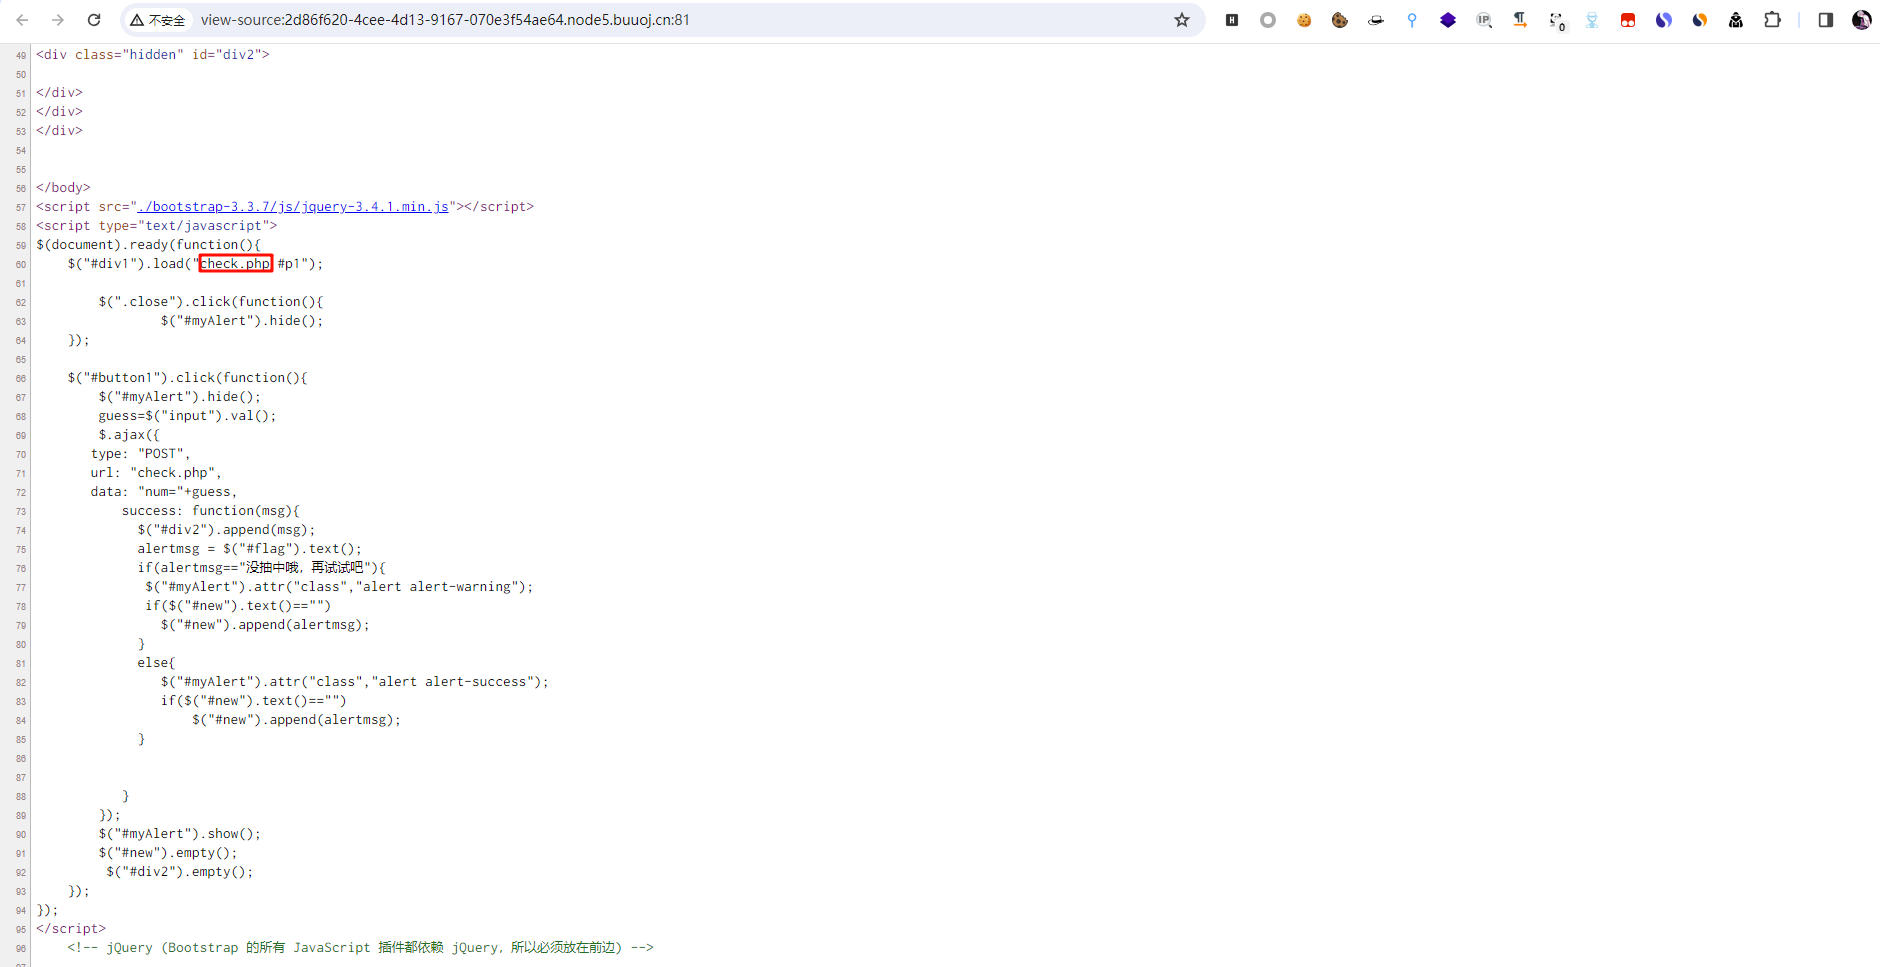 不安全 view-source:2d86f620-4cee-4d13-9167-070e3f54ae64.node5.buuoj.cn:81
49 <div class="hidden" id="div2">
50
51 </div>
52 </div>
53 </div>
54
55
56 </body>
57 <script src="./bootstrap-3.3.7/js/jquery-3.4.1.min.js"></script>
58 <script type="text/javascript">
59 $(document).ready(function(){
60 $("#div1").load("check.php #p1");
61
62 $(".close").click(function(){
63 $("#myAlert").hide();
64 });
65
66 $("#button1").click(function(){
67 $("#myAlert").hide();
68 guess=$("input").val();
69 $.ajax({
70 type: "POST",
71 url: "check.php",
72 data: "num="+guess,
73 success: function(msg){
74 $("#div2").append(msg);
75 alertmsg = $("#flag").text();
76 if(alertmsg=="没抽中哦，再试试吧"){
77 $("#myAlert").attr("class","alert alert-warning");
78 if($("#new").text()=="")
79 $("#new").append(alertmsg);
80 }
81 else{
82 $("#myAlert").attr("class","alert alert-success");
83 if($("#new").text()=="")
84 $("#new").append(alertmsg);
85 }
86
87
88 }
89 });
90 $("#myAlert").show();
91 $("#new").empty();
92 $("#div2").empty();
93 });
94 });
95 </script>
96 <!-- jQuery (Bootstrap 的所有 JavaScript 插件都依赖 jQuery，所以必须放在前边) -->